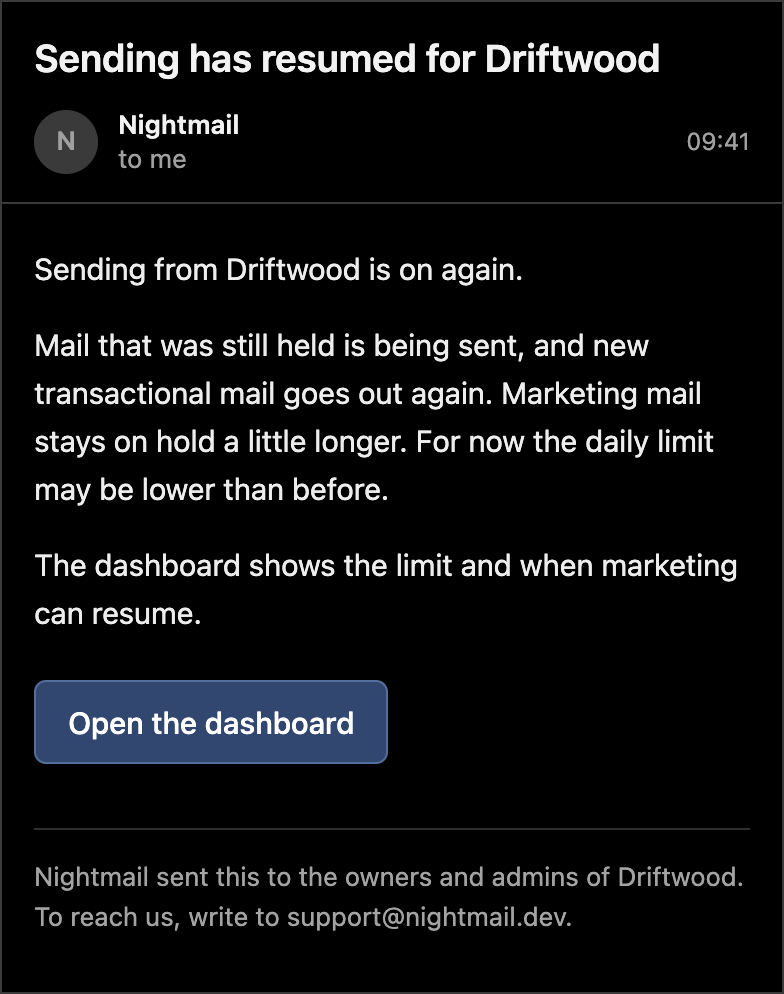 Sending has resumed for Driftwood
N
Nightmail
to me
09:41
Sending from Driftwood is on again.
Mail that was still held is being sent, and new
transactional mail goes out again. Marketing mail
stays on hold a little longer. For now the daily limit
may be lower than before.
The dashboard shows the limit and when marketing
can resume.
Open the dashboard
Nightmail sent this to the owners and admins of Driftwood.
To reach us, write to support@nightmail.dev.